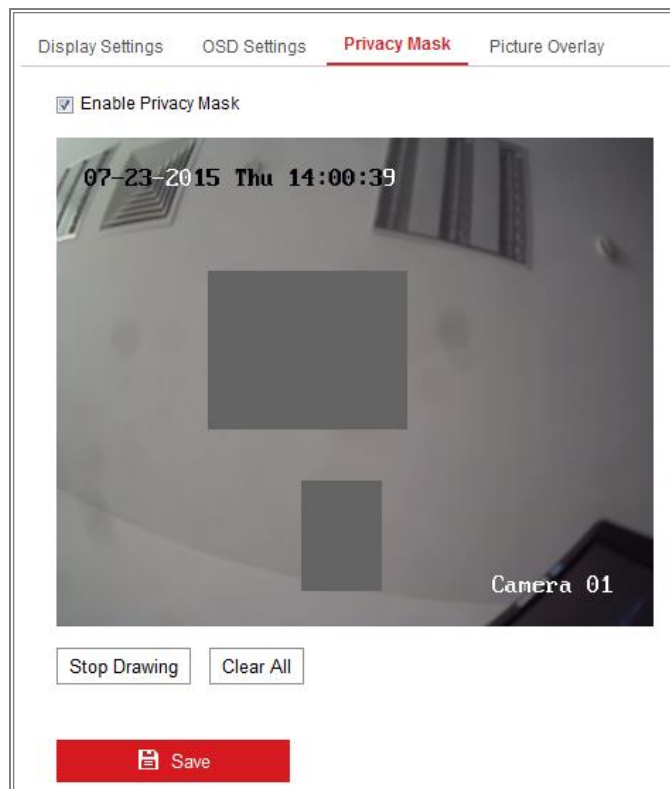 Display Settings OSD Settings Privacy Mask Picture Overlay
Enable Privacy Mask
07-23-2015 Thu 14:00:39
Camera 01
Stop Drawing Clear All
Save